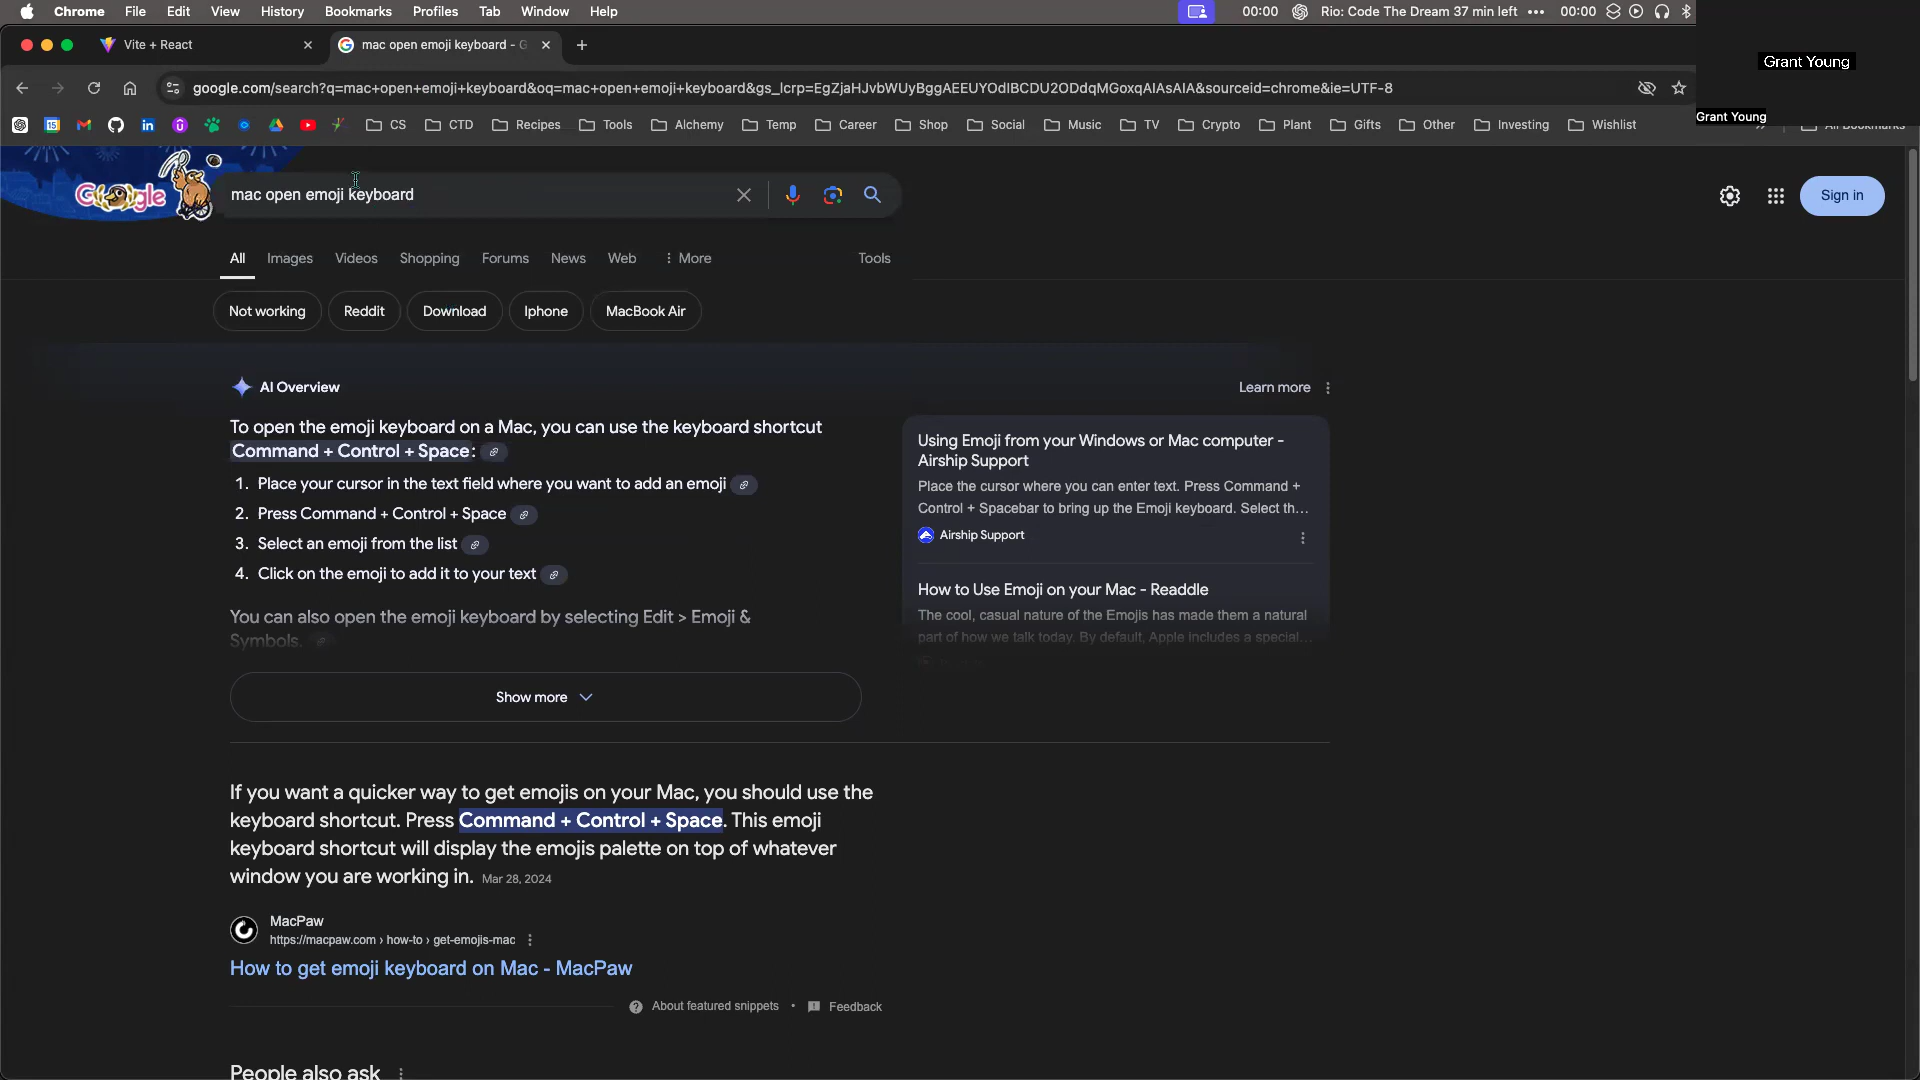 Chrome File Edit View History Bookmarks Profiles Tab Window Help 00:00 Rio: Code The Dream 37 min left ••• 00:00
Grant Young
Vite + React
mac open emoji keyboard - G
google.com/search?q=mac+open+emoji+keyboard&oq=mac+open+emoji+keyboard&gs_lcrp=EgZjaHJvbWUyBggAEEUYOdIBCDU2ODdqMGoxqAIAsAIA&sourceid=chrome&ie=UTF-8
Grant Young
CS CTD Recipes Tools Alchemy Temp Career Shop Social Music TV Crypto Plant Gifts Other Investing Wishlist All Bookmarks
Google
mac open emoji keyboard
Sign in
All Images Videos Shopping Forums News Web More Tools
Not working Reddit Download Iphone MacBook Air
AI Overview
Learn more
To open the emoji keyboard on a Mac, you can use the keyboard shortcut
Command + Control + Space:
1. Place your cursor in the text field where you want to add an emoji
2. Press Command + Control + Space
3. Select an emoji from the list
4. Click on the emoji to add it to your text
You can also open the emoji keyboard by selecting Edit > Emoji &
Symbols.
Using Emoji from your Windows or Mac computer -
Airship Support
Place the cursor where you can enter text. Press Command +
Control + Spacebar to bring up the Emoji keyboard. Select th...
Airship Support
How to Use Emoji on your Mac - Readdle
The cool, casual nature of the Emojis has made them a natural
part of how we talk today. By default, Apple includes a special...
Show more
If you want a quicker way to get emojis on your Mac, you should use the
keyboard shortcut. Press Command + Control + Space. This emoji
keyboard shortcut will display the emojis palette on top of whatever
window you are working in. Mar 28, 2024
MacPaw
https://macpaw.com › how-to › get-emojis-mac
How to get emoji keyboard on Mac - MacPaw
About featured snippets • Feedback
People also ask